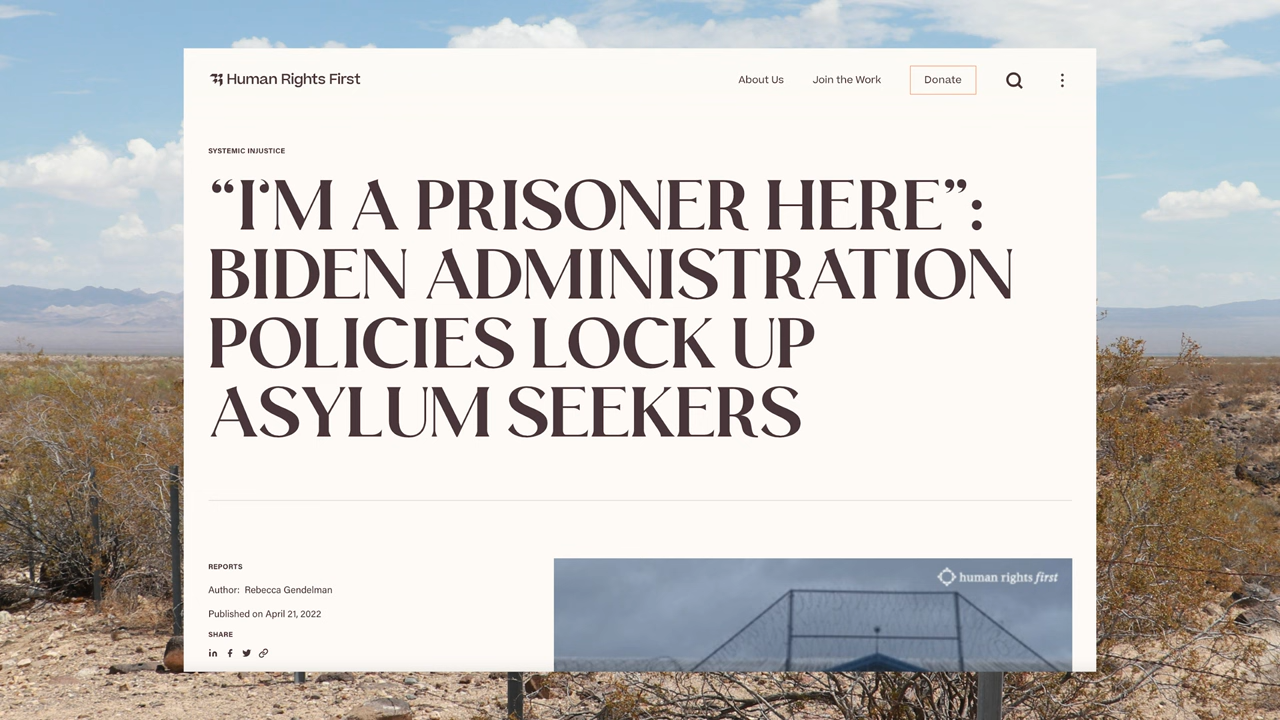 Human Rights First
About Us
Join the Work
Donate
SYSTEMIC INJUSTICE
“I’M A PRISONER HERE”:
BIDEN ADMINISTRATION
POLICIES LOCK UP
ASYLUM SEEKERS
REPORTS
human rights first
Author: Rebecca Gendelman
Published on April 21, 2022
SHARE